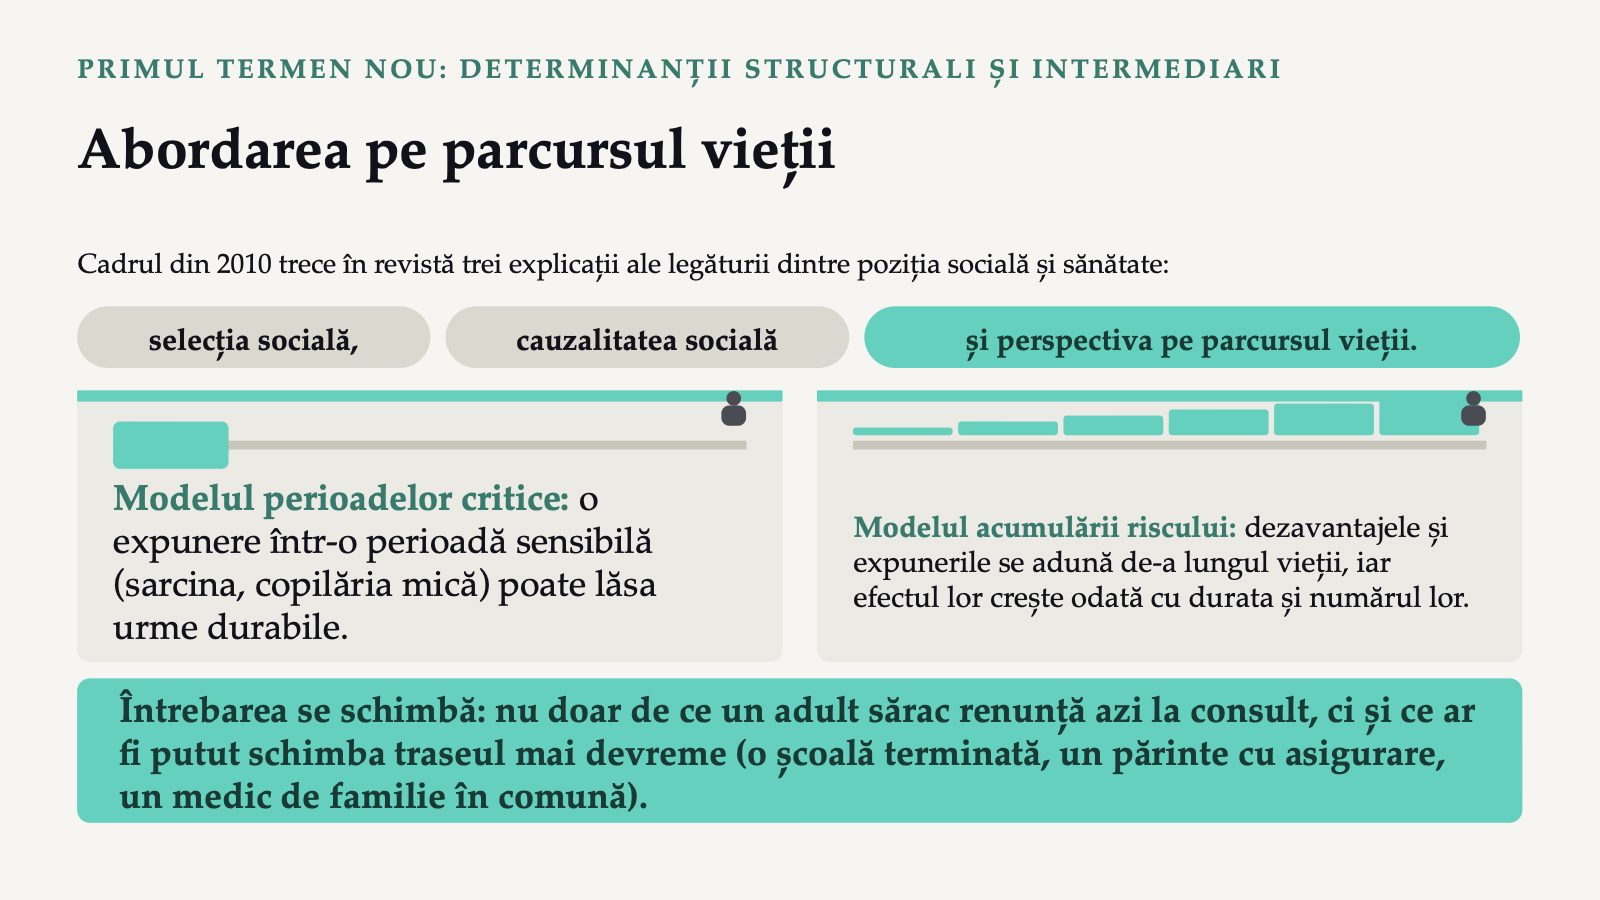 PRIMUL TERMEN NOU: DETERMINANȚII STRUCTURALI ȘI INTERMEDIARI
Abordarea pe parcursul vieții
Cadrul din 2010 trece în revistă trei explicații ale legăturii dintre poziția socială și sănătate:
selecția socială,
cauzalitatea socială
și perspectiva pe parcursul vieții.
Modelul perioadelor critice: o
expunere într-o perioadă sensibilă
(sarcina, copilăria mică) poate lăsa
urme durabile.
Modelul acumulării riscului: dezavantajele și
expunerile se adună de-a lungul vieții, iar
efectul lor crește odată cu durata și numărul lor.
Întrebarea se schimbă: nu doar de ce un adult sărac renunță azi la consult, ci și ce ar
fi putut schimba traseul mai devreme (o școală terminată, un părinte cu asigurare,
un medic de familie în comună).